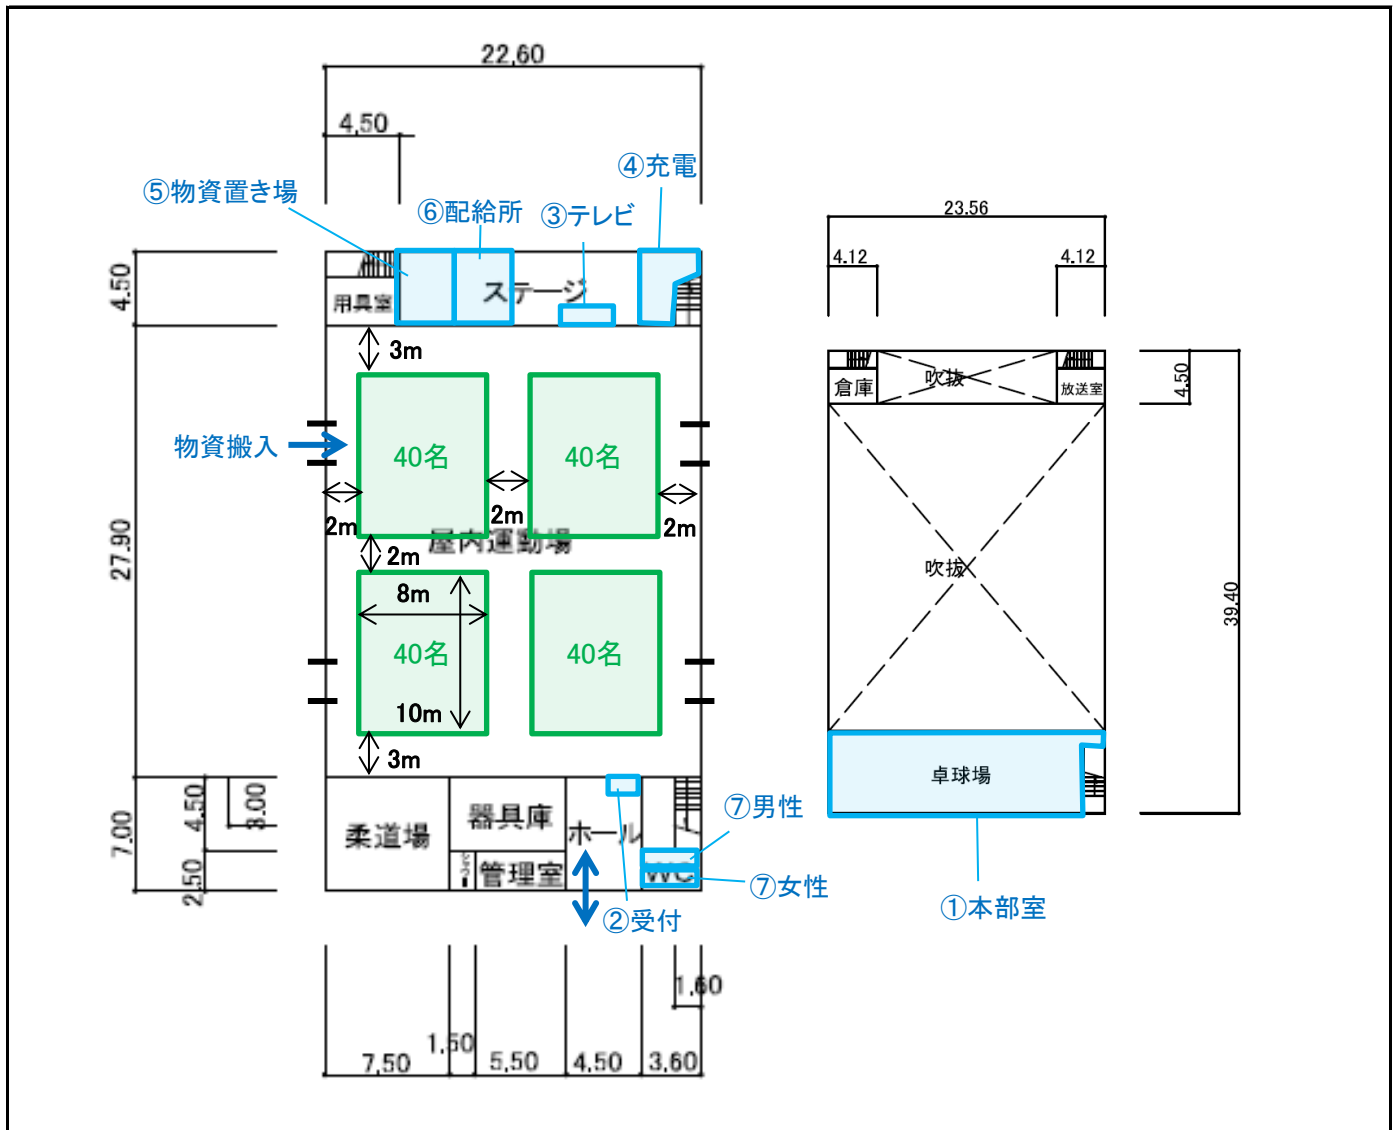 22,60
4,50
④充電
⑤物資置き場
⑥配給所
③テレビ
4.50
用具室
ステージ
3m
物資搬入
40名
40名
2m
2m
2m
屋内運動場
2m
27.90
8m
40名
40名
10m
3m
7.00
4.50
3.00
2.50
柔道場
器具庫
管理室
ホール
WC
⑦男性
⑦女性
②受付
1,60
7,50
1,50
5,50
4,50
3,60
23.56
4.12
4.12
倉庫
吹抜
放送室
4.50
吹抜
39.40
卓球場
①本部室